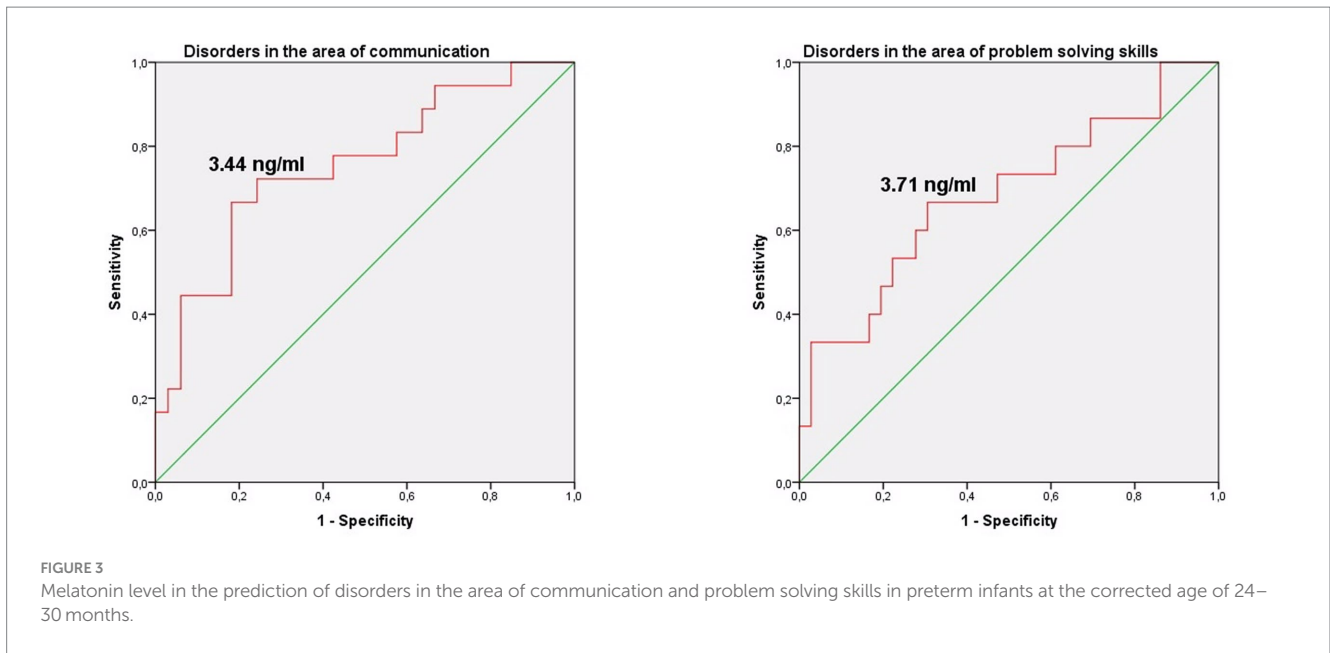 Disorders in the area of communication
1,0
0,8
0,6
0,4
0,2
0,0
Sensitivity
3.44 ng/ml
0,0 0,2 0,4 0,6 0,8 1,0
1 - Specificity
Disorders in the area of problem solving skills
1,0
0,8
0,6
0,4
0,2
0,0
Sensitivity
3.71 ng/ml
0,0 0,2 0,4 0,6 0,8 1,0
1 - Specificity
FIGURE 3
Melatonin level in the prediction of disorders in the area of communication and problem solving skills in preterm infants at the corrected age of 24–
30 months.